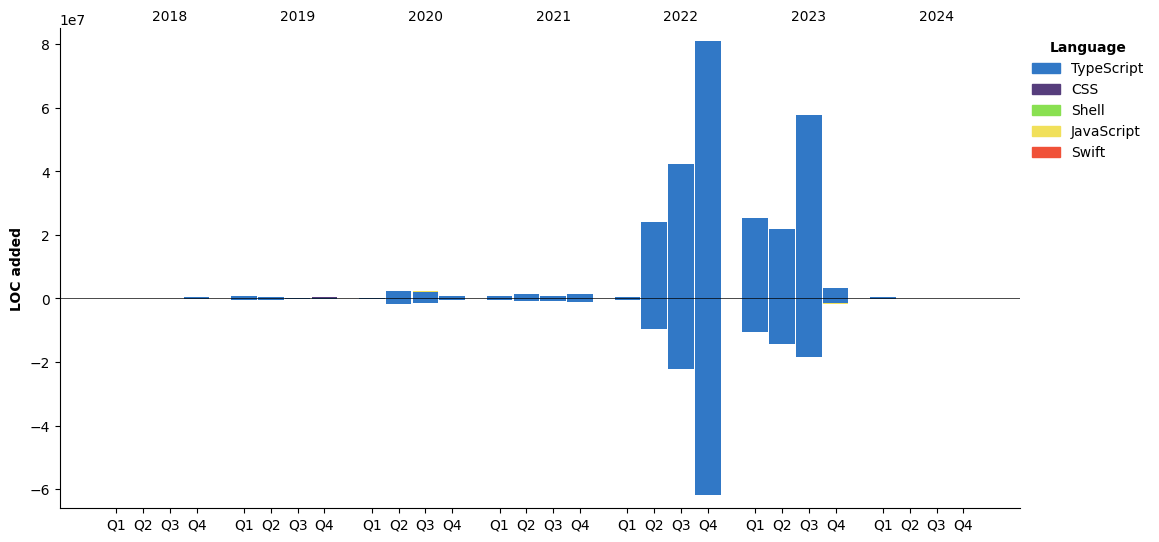 1e7
2018 2019 2020 2021 2022 2023 2024
Language
TypeScript
CSS
Shell
JavaScript
Swift
LOC added
8
6
4
2
0
−2
−4
−6
Q1 Q2 Q3 Q4 Q1 Q2 Q3 Q4 Q1 Q2 Q3 Q4 Q1 Q2 Q3 Q4 Q1 Q2 Q3 Q4 Q1 Q2 Q3 Q4 Q1 Q2 Q3 Q4